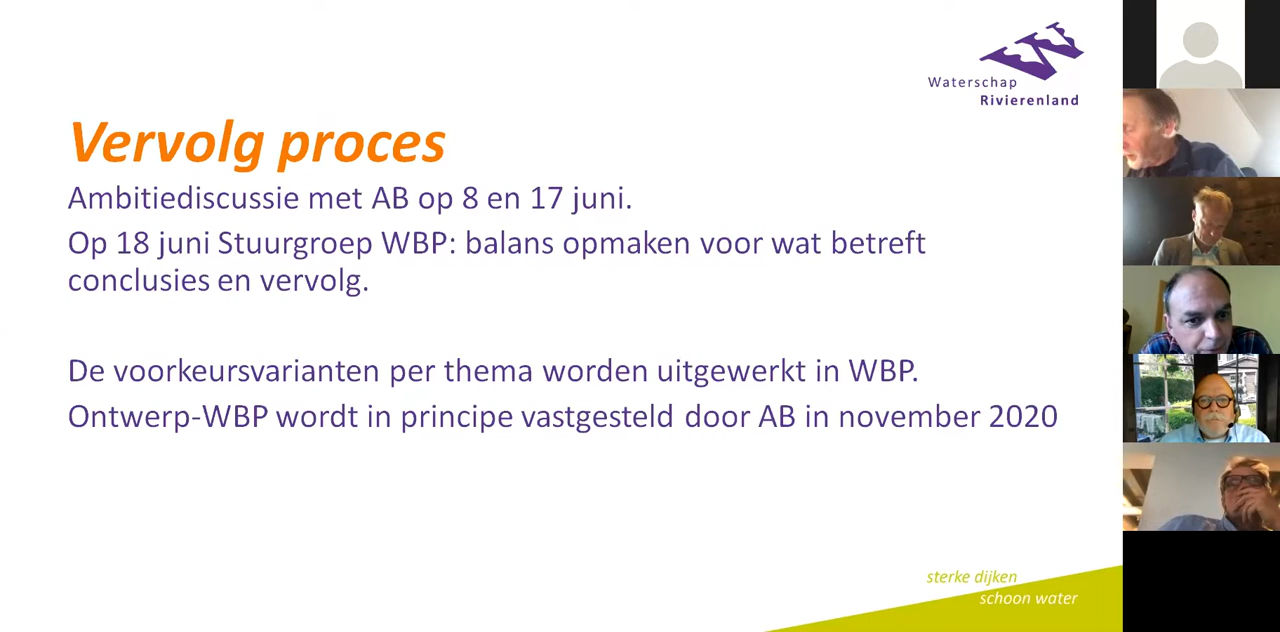 Waterschap
Rivierenland
Vervolg proces
Ambitiediscussie met AB op 8 en 17 juni.
Op 18 juni Stuurgroep WBP: balans opmaken voor wat betreft
conclusies en vervolg.
De voorkeursvarianten per thema worden uitgewerkt in WBP.
Ontwerp-WBP wordt in principe vastgesteld door AB in november 2020
sterke dijken
schoon water